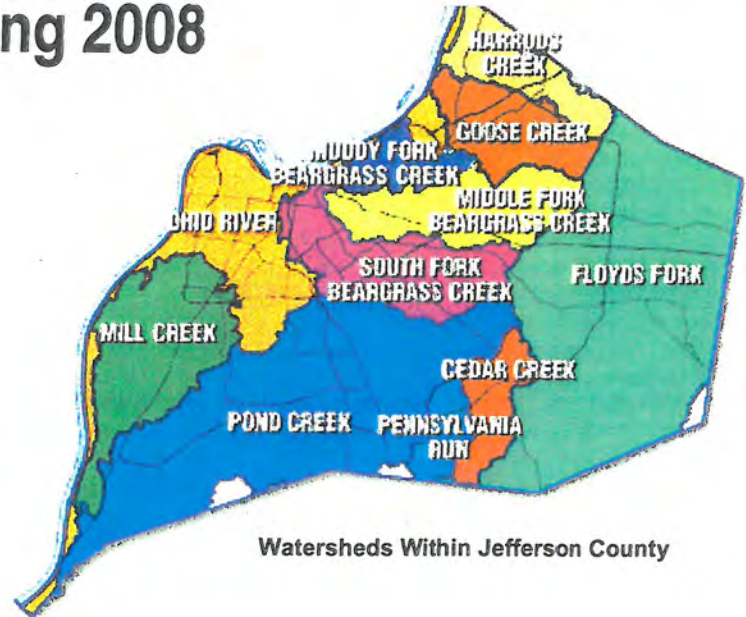 ng 2008
HARRODS
CREEK
GOOSE CREEK
MUDDY FORK
BEARGRASS CREEK
MIDDLE FORK
BEARGRASS CREEK
OHIO RIVER
SOUTH FORK
BEARGRASS CREEK
FLOYDS FORK
MILL CREEK
CEDAR CREEK
POND CREEK
PENNSYLVANIA
RUN
Watersheds Within Jefferson County